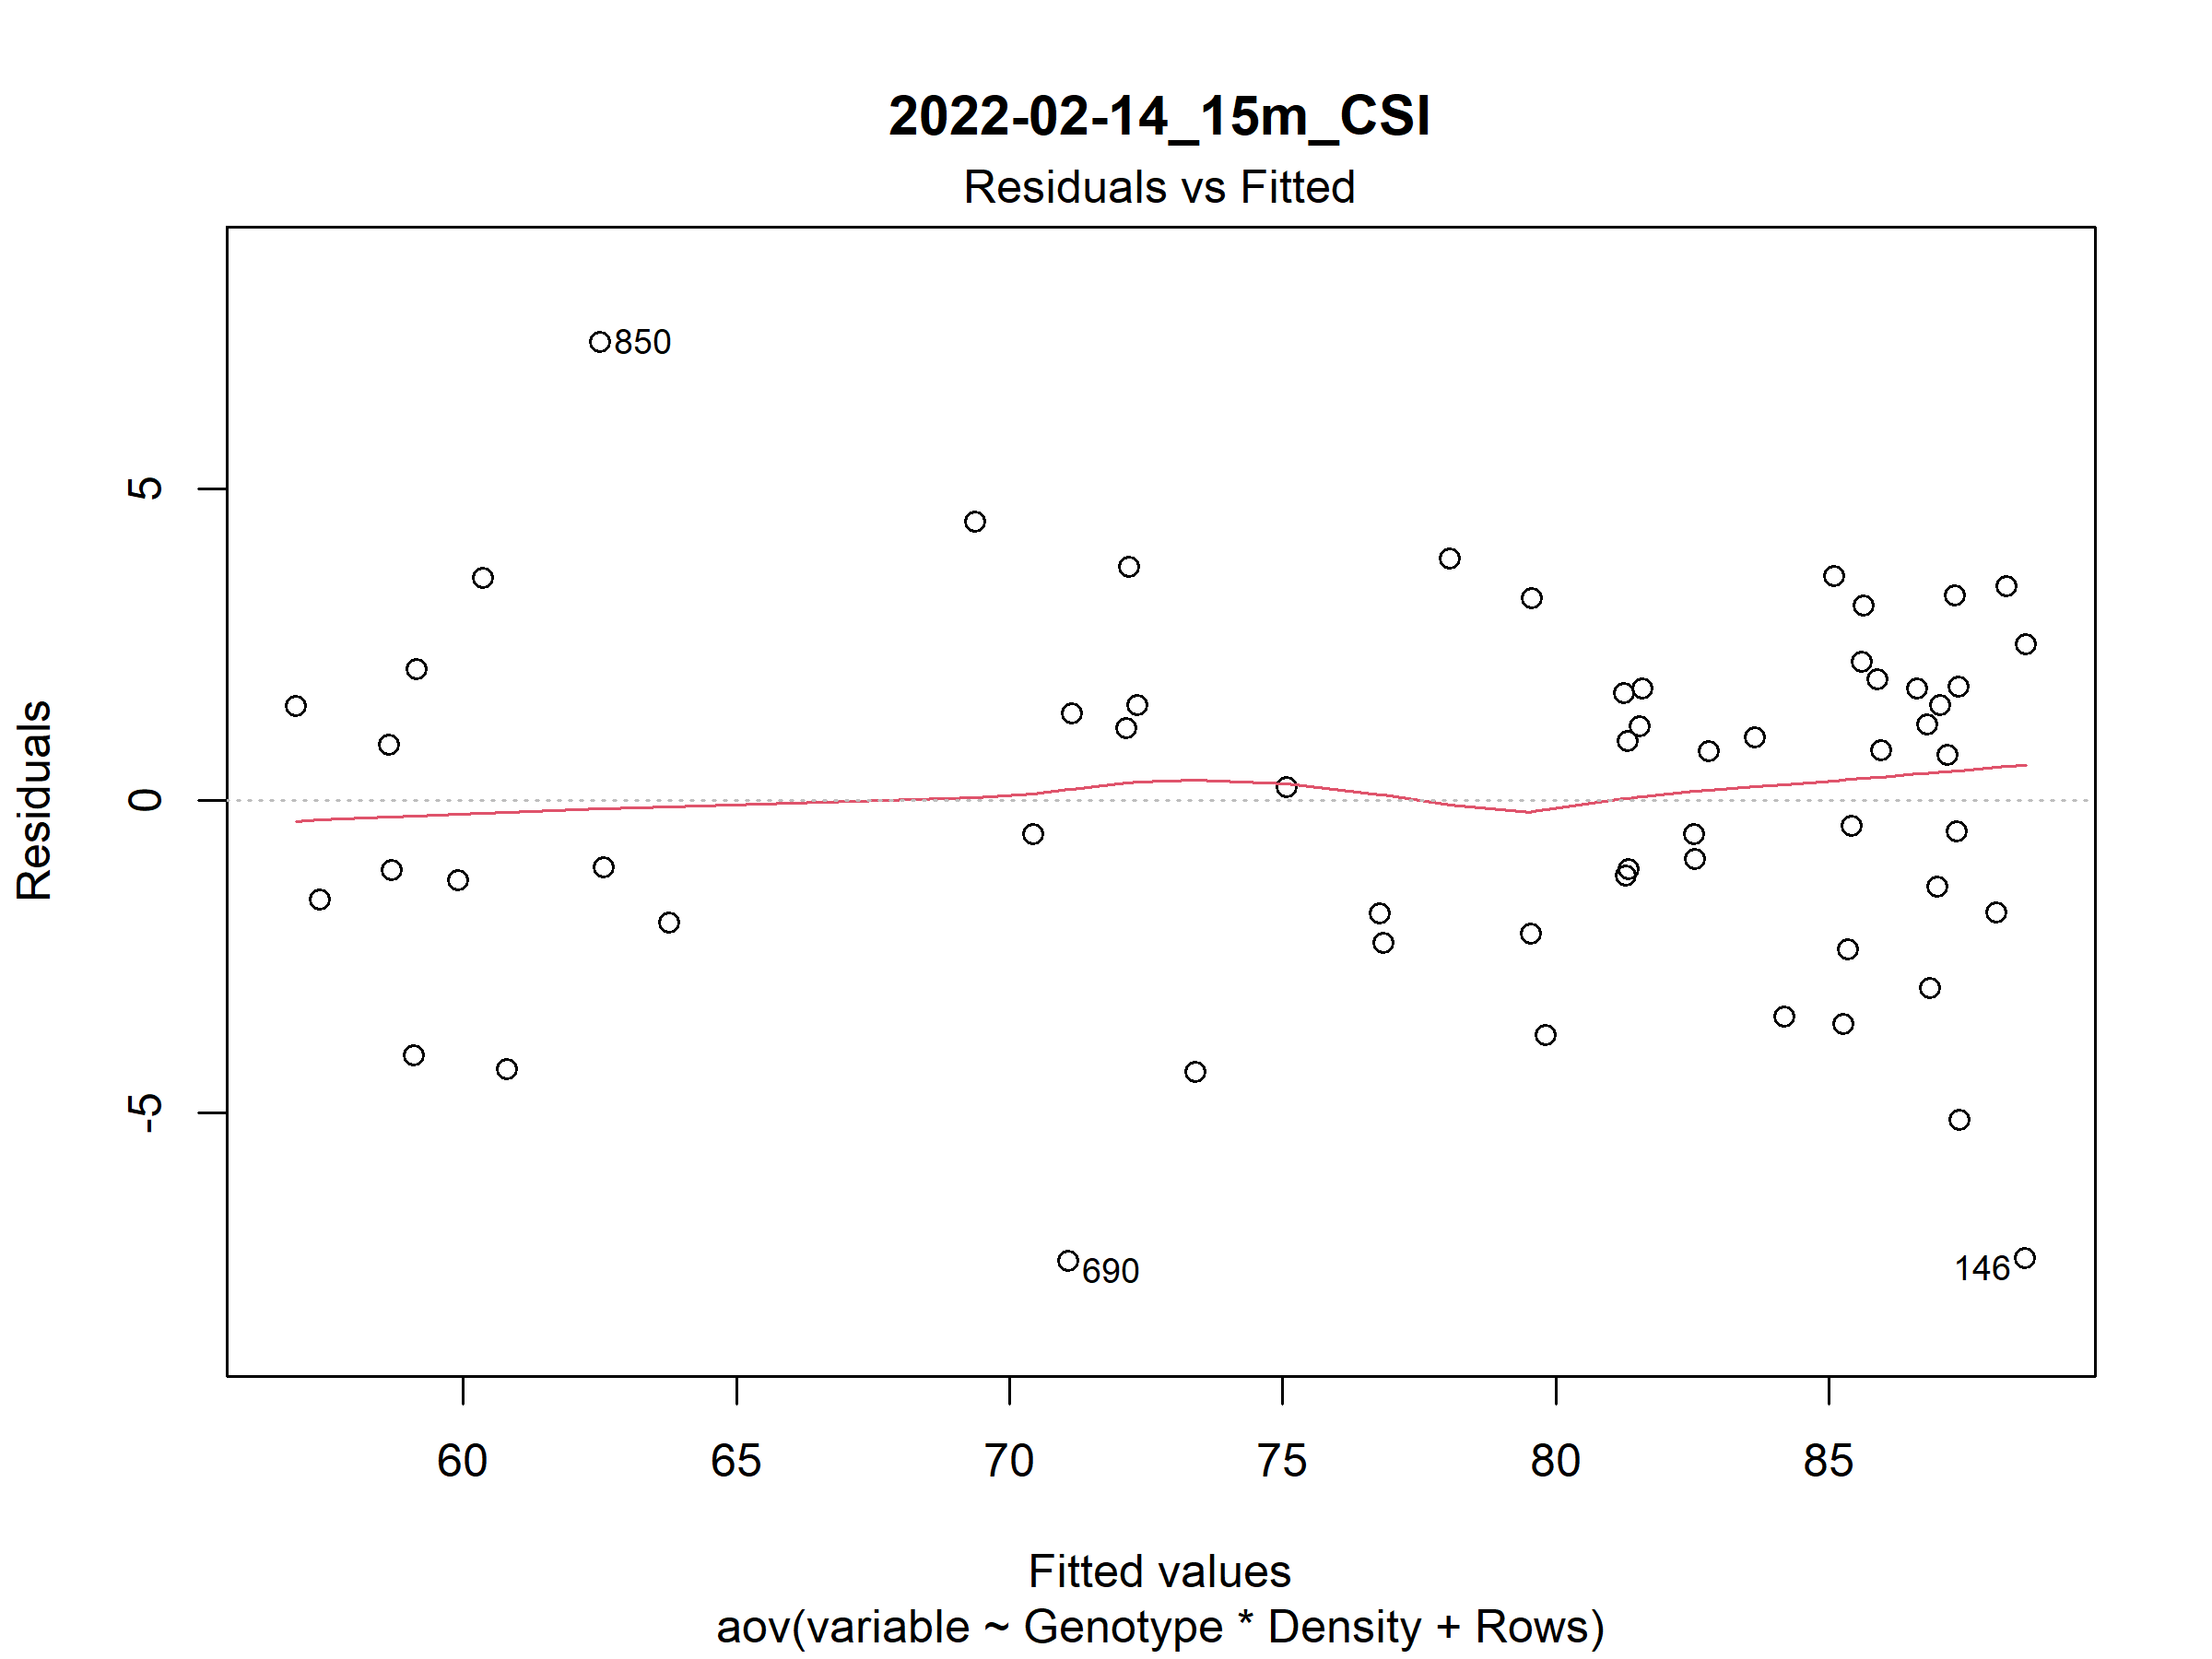 2022-02-14_15m_CSI
Residuals vs Fitted
850
690
146
Residuals
5
0
-5
60 65 70 75 80 85
Fitted values
aov(variable ~ Genotype * Density + Rows)